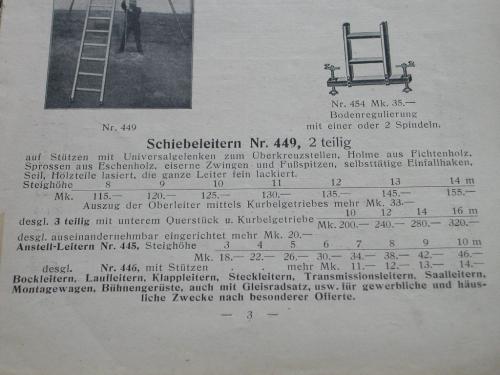 Nr. 449
Nr. 454 Mk. 35.—
Bodenregulierung
mit einer oder 2 Spindeln.
Schiebeleitern Nr. 449, 2 teilig
auf Stützen mit Universalgelenken zum Überkreuzstellen, Holme aus Fichtenholz,
Sprossen aus Eschenholz, eiserne Zwingen und Fußspitzen, selbsttätige Einfallhaken,
Seil, Holzteile lasiert, die ganze Leiter fein lackiert.
Steighöhe 8 9 10 11 12 13 14 m
Mk. 115.— 120.— 125.— 130.— 135.— 145.— 155.—
Auszug der Oberleiter mittels Kurbelgetriebes mehr Mk. 33.—
10 12 14 16 m
desgl. 3 teilig mit unterem Querstück u. Kurbelgetriebe Mk. 200.— 240.— 280.— 320.—
desgl. auseinandernehmbar eingerichtet mehr Mk. 20.—
Anstell-Leitern Nr. 445, Steighöhe 3 4 5 6 7 8 9 10 m
Mk. 18.— 22.— 26.— 30.— 34.— 38.— 42.— 46.—
desgl. Nr. 446, mit Stützen . . mehr Mk. 11.— 12.— 13.— 14.—
Bockleitern, Laufleitern, Klappleitern, Steckleitern, Transmissionsleitern, Saalleitern,
Montagewagen, Bühnengerüste, auch mit Gleisradsatz, usw. für gewerbliche und häus-
liche Zwecke nach besonderer Offerte.
— 3 —